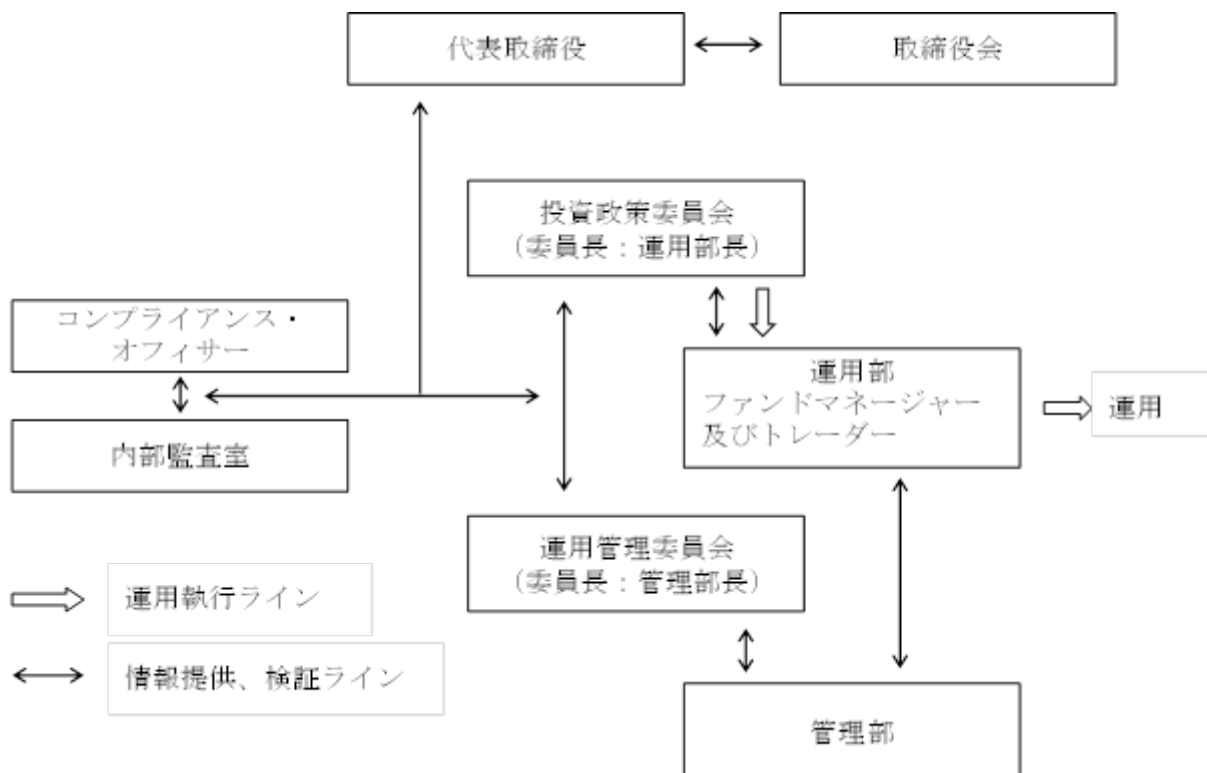 代表取締役
取締役会
投資政策委員会
（委員長：運用部長）
コンプライアンス・
オフィサー
運用部
ファンドマネージャー
及びトレーダー
運用
内部監査室
運用管理委員会
（委員長：管理部長）
運用執行ライン
情報提供、検証ライン
管理部